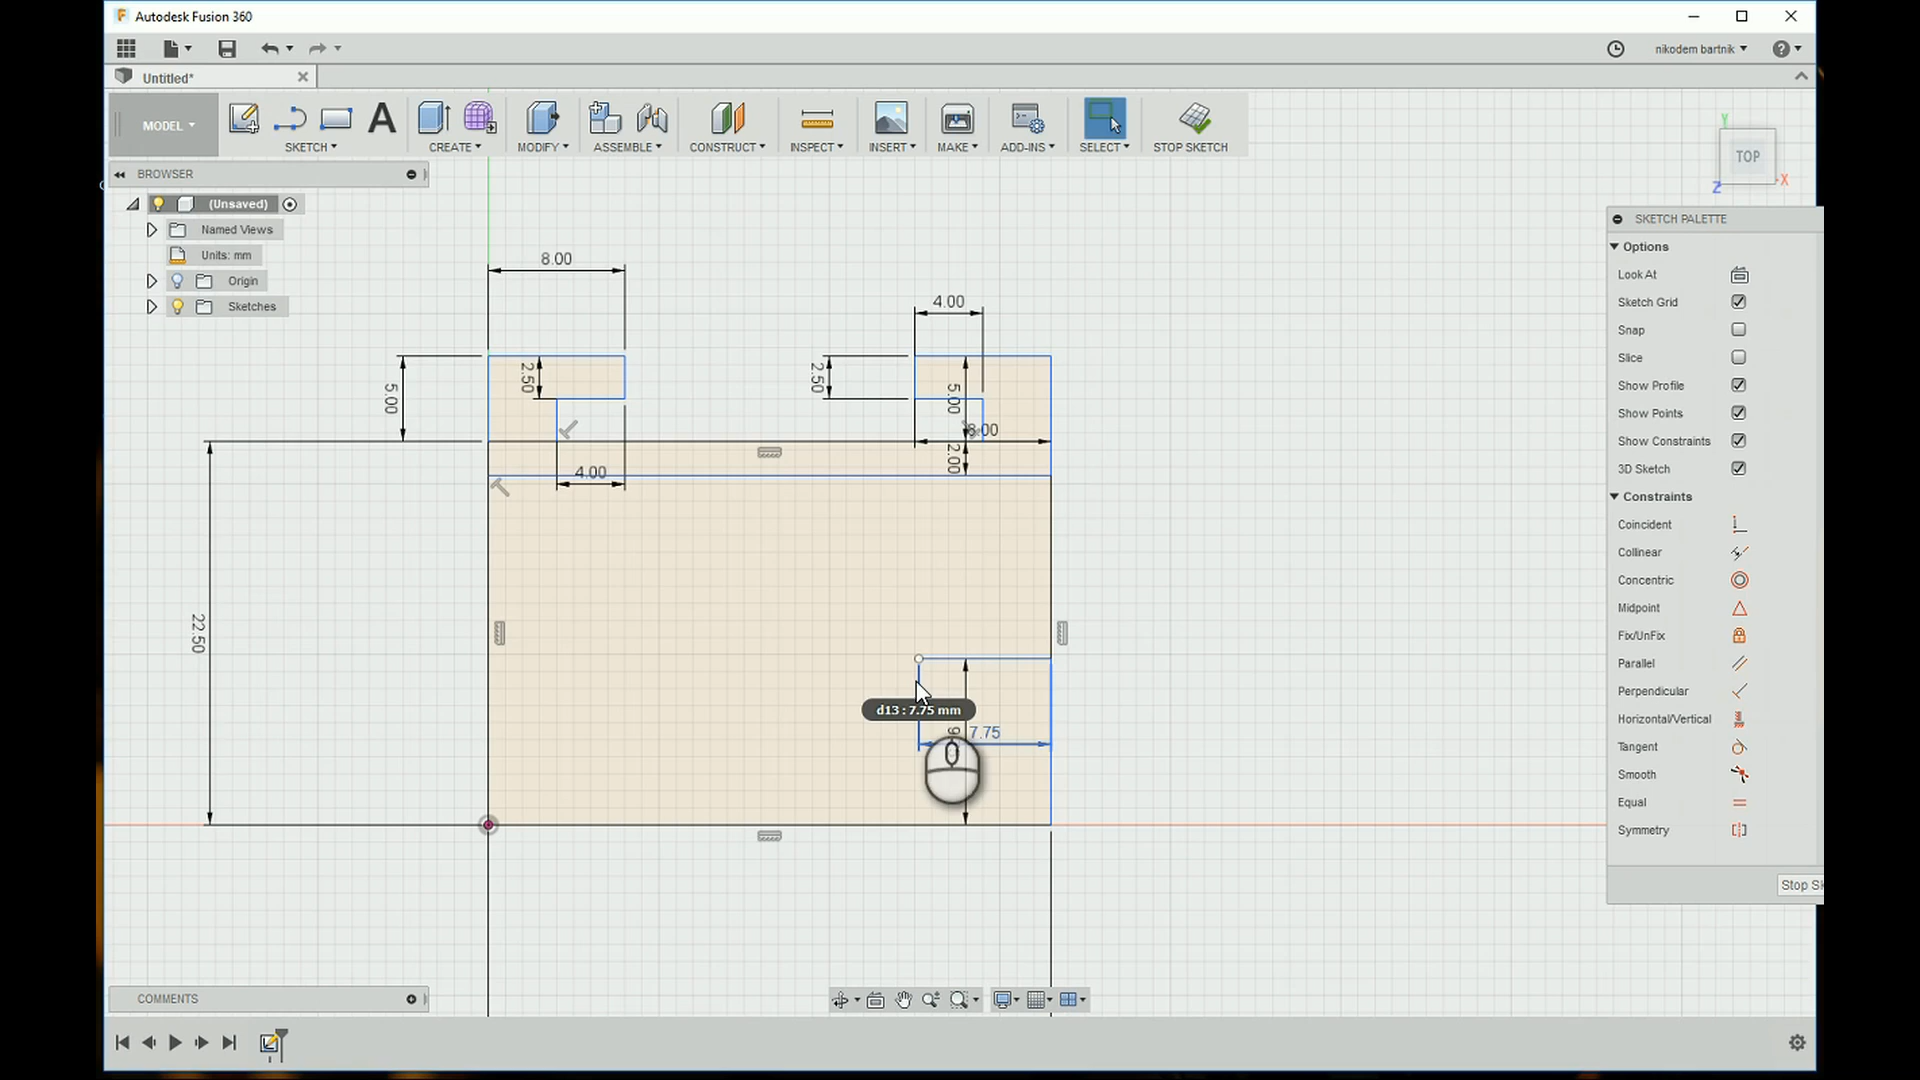 Autodesk Fusion 360
nikodem bartnik
Untitled*
MODEL
SKETCH
CREATE
MODIFY
ASSEMBLE
CONSTRUCT
INSPECT
INSERT
MAKE
ADD-INS
SELECT
STOP SKETCH
BROWSER
(Unsaved)
Named Views
Units: mm
Origin
Sketches
Y
TOP
Z
X
SKETCH PALETTE
Options
Look At
Sketch Grid
Snap
Slice
Show Profile
Show Points
Show Constraints
3D Sketch
Constraints
Coincident
Collinear
Concentric
Midpoint
Fix/UnFix
Parallel
Perpendicular
Horizontal/Vertical
Tangent
Smooth
Equal
Symmetry
8.00
4.00
5.00
2.50
2.50
5.00
8.00
2.00
4.00
22.50
d13 : 7.75 mm
7.75
COMMENTS